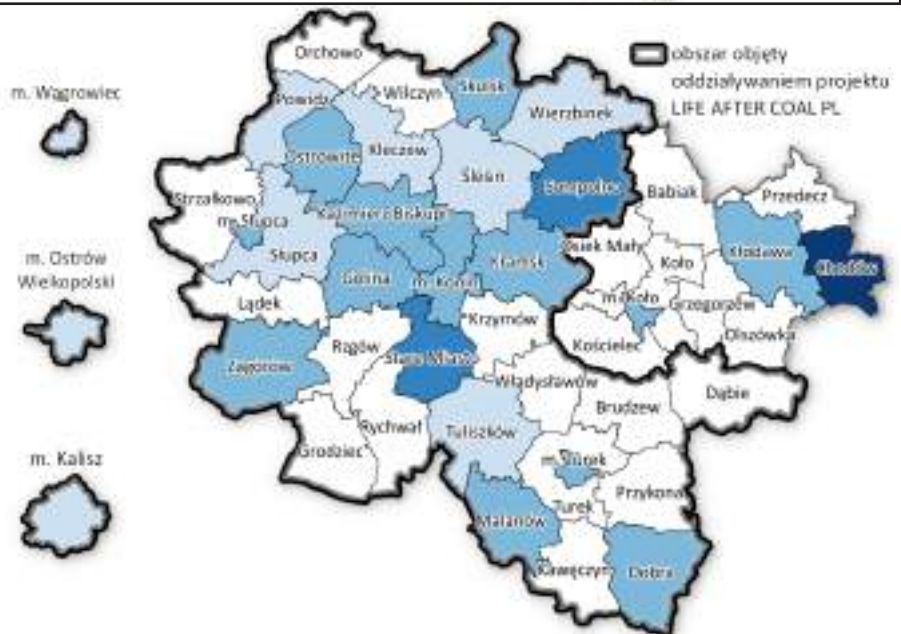 Orchowo
obszar objęty
oddziaływaniem projektu
LIFE AFTER COAL PL
m. Wągrowiec
Powidz
Wilczyn
Skulsk
Wierzbinek
Ostrowite
Kleczew
Ślesin
Sompolno
Babiak
Przedecz
Strzałkowo
m. Słupca
Kazimierz Biskupi
Słupca
Golina
m. Konin
Kramsk
Osiek Mały
Koło
Kłodawa
Chodów
m. Ostrów
Wielkopolski
Lądek
Krzymów
m. Koło
Grzegorzew
Olszówka
Kościelec
Zagórów
Rzgów
Stare Miasto
Władysławów
Brudzew
Dąbie
Rychwał
Grodziec
Tuliszków
m. Kalisz
m. Turek
Przykona
Malanów
Turek
Kawęczyn
Dobra